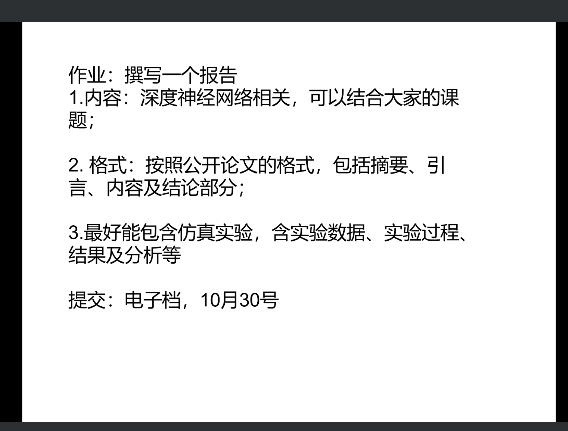 作业：撰写一个报告
1.内容：深度神经网络相关，可以结合大家的课
题；
2. 格式：按照公开论文的格式，包括摘要、引
言、内容及结论部分；
3.最好能包含仿真实验，含实验数据、实验过程、
结果及分析等
提交：电子档，10月30号